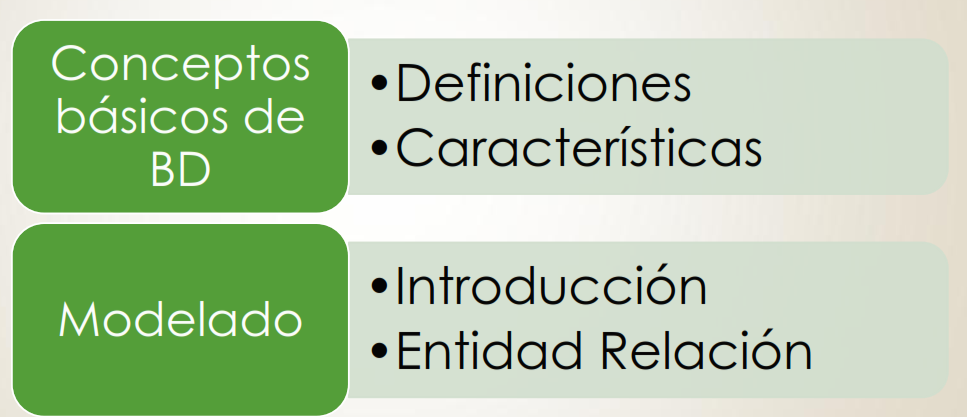 Conceptos
básicos de
BD
•Definiciones
•Características
Modelado
•Introducción
•Entidad Relación